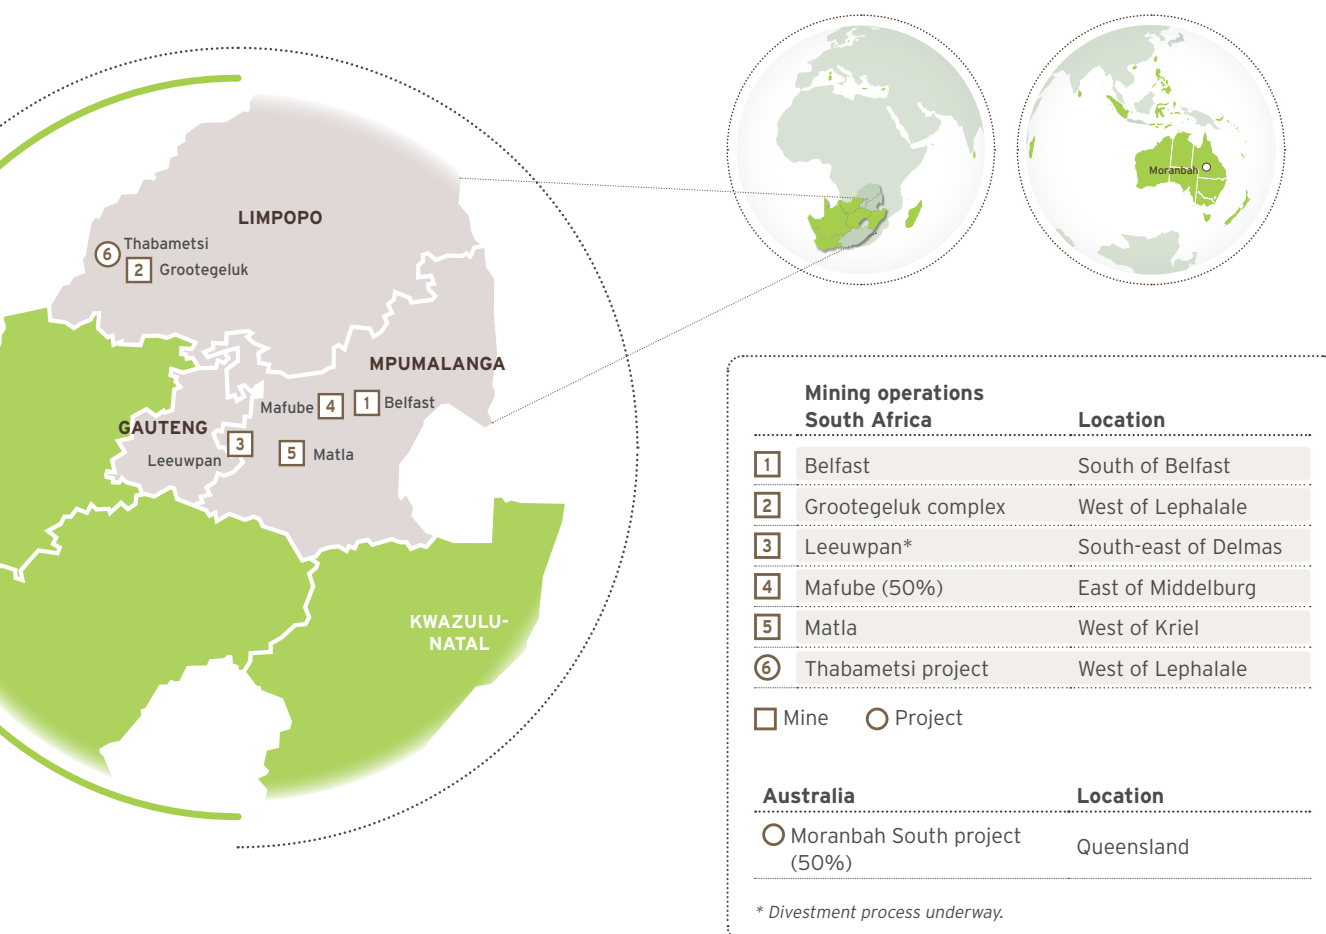 LIMPOPO
6 Thabametsi
2 Grootegeluk
MPUMALANGA
Mafube 4 1 Belfast
GAUTENG
3
Leeuwpan
5 Matla
KWAZULU-
NATAL
Moranbah
Mining operations
South Africa Location
1 Belfast South of Belfast
2 Grootegeluk complex West of Lephalale
3 Leeuwpan* South-east of Delmas
4 Mafube (50%) East of Middelburg
5 Matla West of Kriel
6 Thabametsi project West of Lephalale
Mine Project
Australia Location
Moranbah South project
(50%) Queensland
* Divestment process underway.